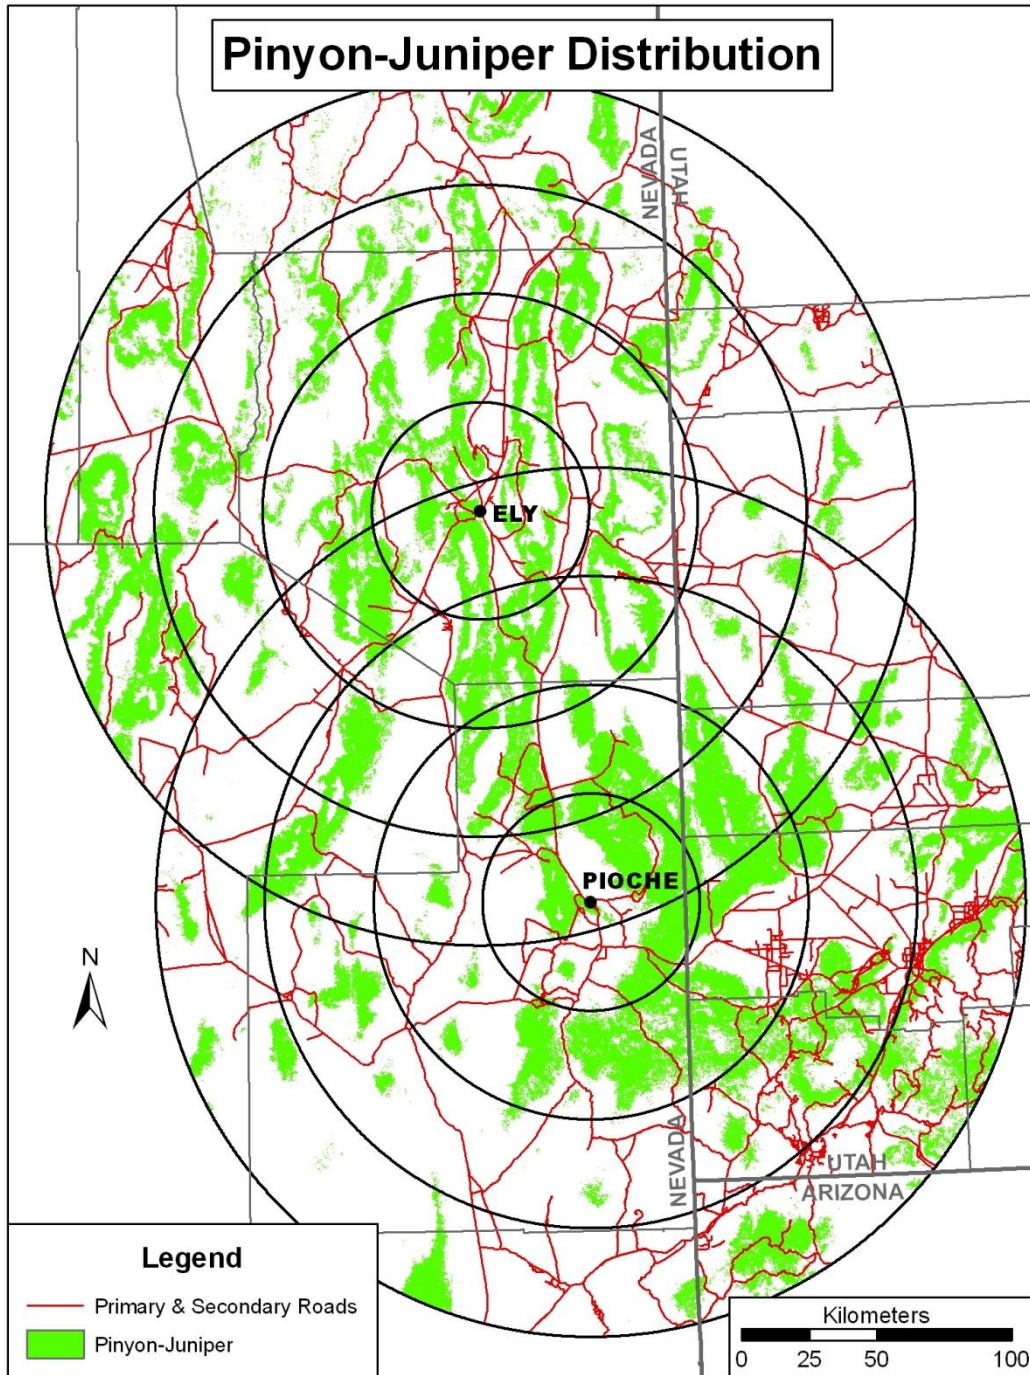 Pinyon-Juniper Distribution
NEVADA
UTAH
ELY
PIOCHE
N
NEVADA
UTAH
ARIZONA
Legend
Primary & Secondary Roads
Pinyon-Juniper
Kilometers
0 25 50 100